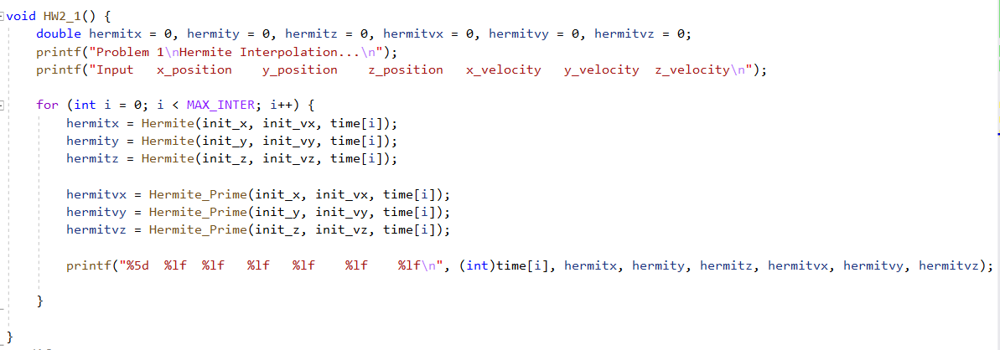 void HW2_1() {
double hermitx = 0, hermity = 0, hermitz = 0, hermitvx = 0, hermitvy = 0, hermitvz = 0;
printf("Problem 1\nHermite Interpolation...\n");
printf("Input   x_position    y_position    z_position   x_velocity   y_velocity  z_velocity\n");
for (int i = 0; i < MAX_INTER; i++) {
hermitx = Hermite(init_x, init_vx, time[i]);
hermity = Hermite(init_y, init_vy, time[i]);
hermitz = Hermite(init_z, init_vz, time[i]);
hermitvx = Hermite_Prime(init_x, init_vx, time[i]);
hermitvy = Hermite_Prime(init_y, init_vy, time[i]);
hermitvz = Hermite_Prime(init_z, init_vz, time[i]);
printf("%5d  %lf  %lf   %lf   %lf    %lf    %lf\n", (int)time[i], hermitx, hermity, hermitz, hermitvx, hermitvy, hermitvz);
}
}